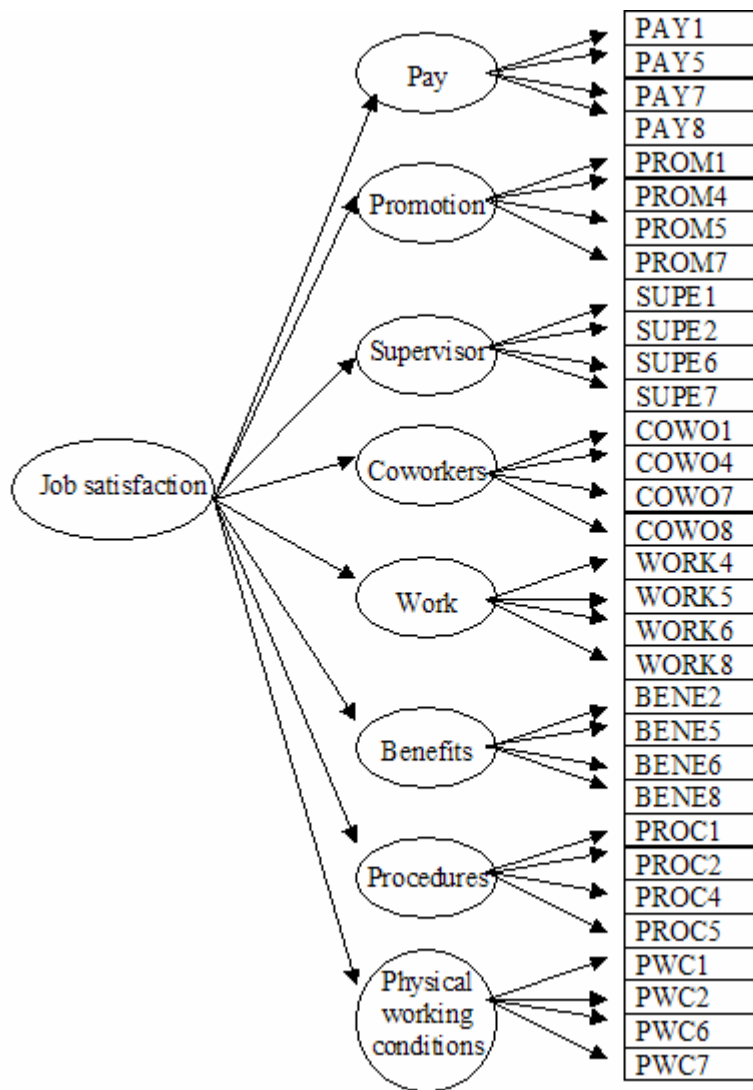 Job satisfaction
Pay
Promotion
Supervisor
Coworkers
Work
Benefits
Procedures
Physical
working
conditions
PAY1
PAY5
PAY7
PAY8
PROM1
PROM4
PROM5
PROM7
SUPE1
SUPE2
SUPE6
SUPE7
COWO1
COWO4
COWO7
COWO8
WORK4
WORK5
WORK6
WORK8
BENE2
BENE5
BENE6
BENE8
PROC1
PROC2
PROC4
PROC5
PWC1
PWC2
PWC6
PWC7